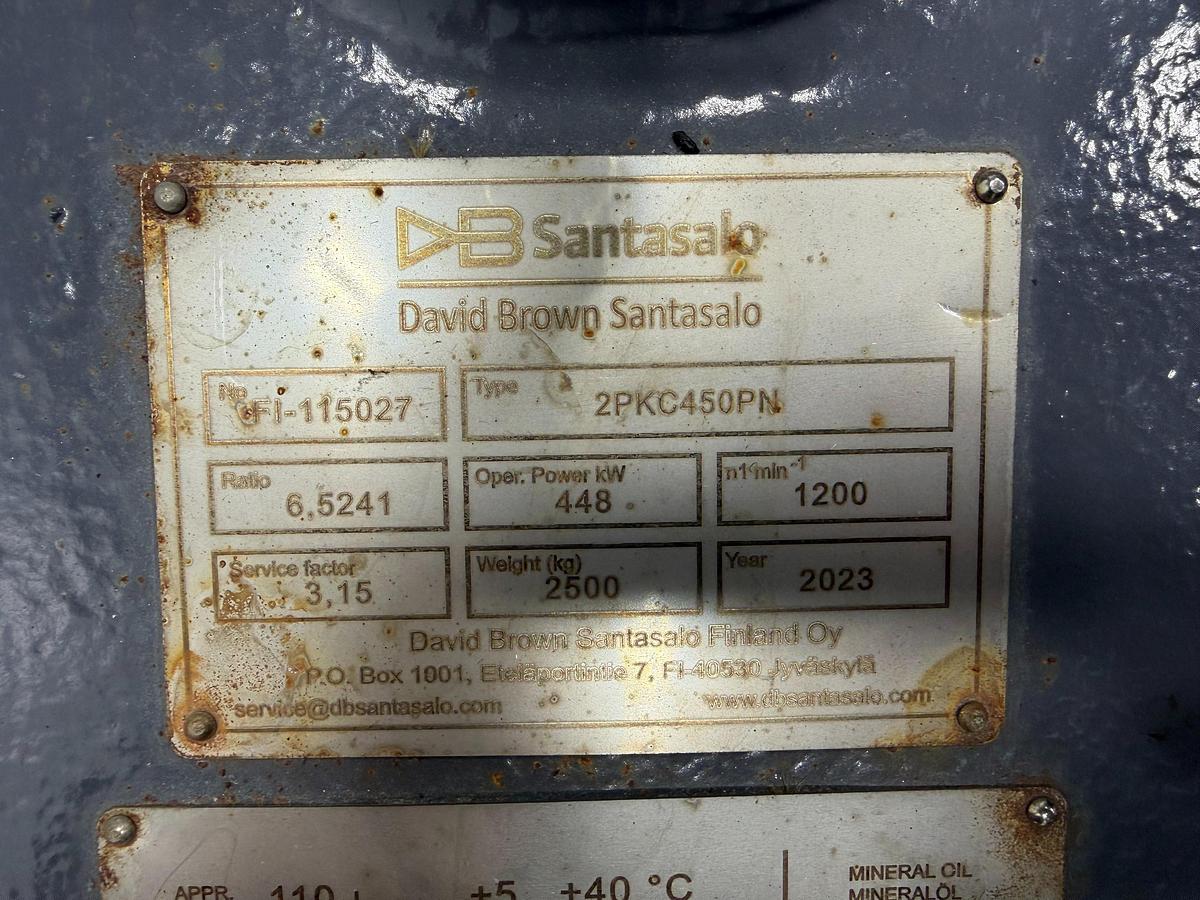 DB Santasalo
David Brown Santasalo
No
FI-115027
Type
2PKC450PN
Ratio
6,5241
Oper. Power kW
448
n1 min⁻¹
1200
Service factor
3,15
Weight (kg)
2500
Year
2023
David Brown Santasalo Finland Oy
P.O. Box 1001, Eteläportintie 7, FI-40530 Jyväskylä
service@dbsantasalo.com
www.dbsantasalo.com
APPR. 110 +5 +40 °C
MINERAL OIL
MINERALÖL